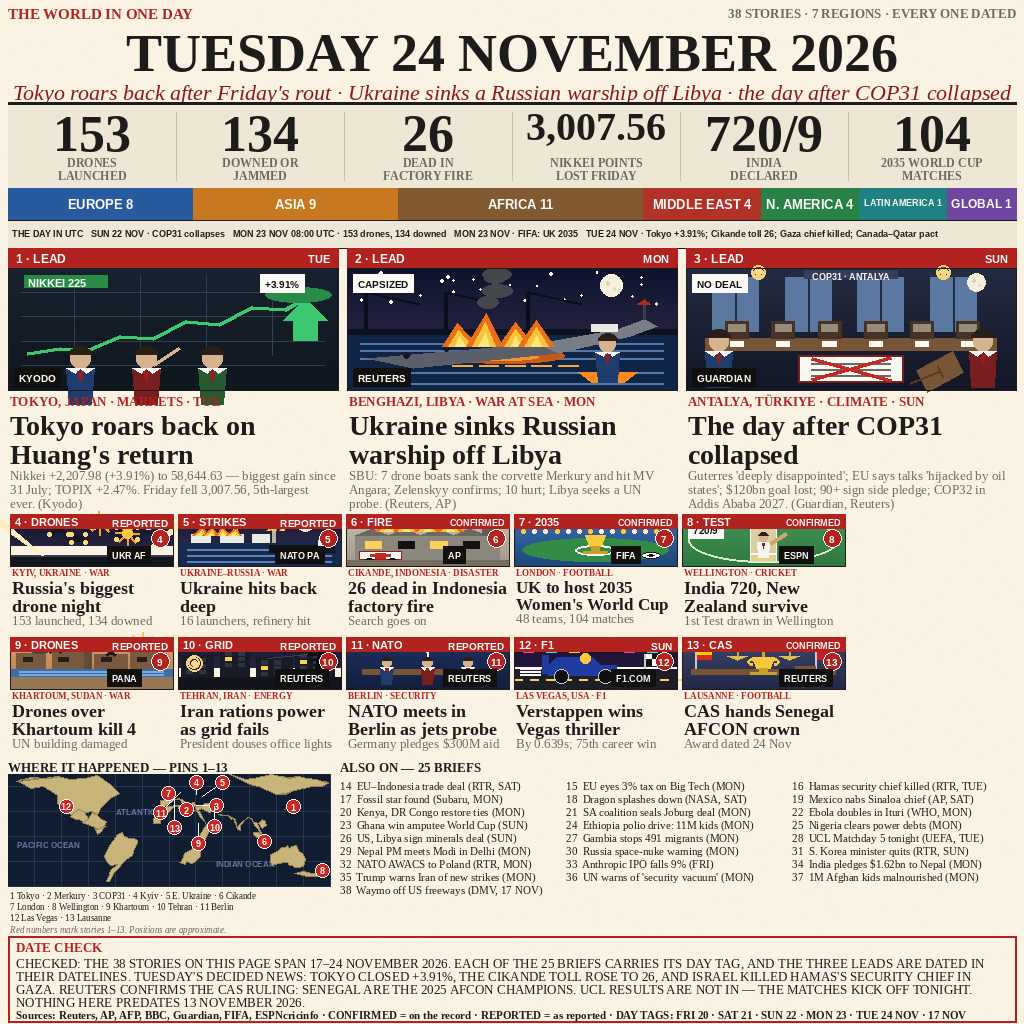 THE WORLD IN ONE DAY
38 STORIES · 7 REGIONS · EVERY ONE DATED
TUESDAY 24 NOVEMBER 2026
Tokyo roars back after Friday's rout · Ukraine sinks a Russian warship off Libya · the day after COP31 collapsed
153
DRONES
LAUNCHED
134
DOWNED OR
JAMMED
26
DEAD IN
FACTORY FIRE
3,007.56
NIKKEI POINTS
LOST FRIDAY
720/9
INDIA
DECLARED
104
2035 WORLD CUP
MATCHES
EUROPE 8
ASIA 9
AFRICA 11
MIDDLE EAST 4
N. AMERICA 4
LATIN AMERICA 1
GLOBAL 1
THE DAY IN UTC SUN 22 NOV · COP31 collapses MON 23 NOV 08:00 UTC · 153 drones, 134 downed MON 23 NOV · FIFA: UK 2035 TUE 24 NOV · Tokyo +3.91%; Cikande toll 26; Gaza chief killed; Canada–Qatar pact
1 · LEAD
TUE
NIKKEI 225
+3.91%
KYODO
TOKYO, JAPAN · MARKETS · TUE
Tokyo roars back on
Huang's return
Nikkei +2,207.98 (+3.91%) to 58,644.63 — biggest gain since
31 July; TOPIX +2.47%. Friday fell 3,007.56, 5th-largest
ever. (Kyodo)
2 · LEAD
MON
CAPSIZED
REUTERS
BENGHAZI, LIBYA · WAR AT SEA · MON
Ukraine sinks Russian
warship off Libya
SBU: 7 drone boats sank the corvette Merkury and hit MV
Angara; Zelenskyy confirms; 10 hurt; Libya seeks a UN
probe. (Reuters, AP)
3 · LEAD
SUN
NO DEAL
COP31 · ANTALYA
GUARDIAN
ANTALYA, TÜRKIYE · CLIMATE · SUN
The day after COP31
collapsed
Guterres 'deeply disappointed'; EU says talks 'hijacked by oil
states'; $120bn goal lost; 90+ sign side pledge; COP32 in
Addis Ababa 2027. (Guardian, Reuters)
4 · DRONES
REPORTED
4
UKR AF
KYIV, UKRAINE · WAR
Russia's biggest
drone night
153 launched, 134 downed
5 · STRIKES
REPORTED
5
NATO PA
UKRAINE–RUSSIA · WAR
Ukraine hits back
deep
16 launchers, refinery hit
6 · FIRE
CONFIRMED
6
AP
CIKANDE, INDONESIA · DISASTER
26 dead in Indonesia
factory fire
Search goes on
7 · 2035
CONFIRMED
7
FIFA
LONDON · FOOTBALL
UK to host 2035
Women's World Cup
48 teams, 104 matches
8 · TEST
CONFIRMED
720/9
8
ESPN
WELLINGTON · CRICKET
India 720, New
Zealand survive
1st Test drawn in Wellington
9 · DRONES
REPORTED
9
PANA
KHARTOUM, SUDAN · WAR
Drones over
Khartoum kill 4
UN building damaged
10 · GRID
REPORTED
10
REUTERS
TEHRAN, IRAN · ENERGY
Iran rations power
as grid fails
President douses office lights
11 · NATO
REPORTED
11
REUTERS
BERLIN · SECURITY
NATO meets in
Berlin as jets probe
Germany pledges $300M aid
12 · F1
SUN
12
F1.COM
LAS VEGAS, USA · F1
Verstappen wins
Vegas thriller
By 0.639s; 75th career win
13 · CAS
CONFIRMED
13
REUTERS
LAUSANNE · FOOTBALL
CAS hands Senegal
AFCON crown
Award dated 24 Nov
WHERE IT HAPPENED — PINS 1–13
4
5
7
12
11
2
3
1
13
10
9
6
8
PACIFIC OCEAN
INDIAN OCEAN
1 Tokyo · 2 Merkury · 3 COP31 · 4 Kyiv · 5 E. Ukraine · 6 Cikande
7 London · 8 Wellington · 9 Khartoum · 10 Tehran · 11 Berlin
12 Las Vegas · 13 Lausanne
Red numbers mark stories 1–13. Positions are approximate.
ALSO ON — 25 BRIEFS
14 EU–Indonesia trade deal (RTR, SAT)
15 EU eyes 3% tax on Big Tech (MON)
16 Hamas security chief killed (RTR, TUE)
17 Fossil star found (Subaru, MON)
18 Dragon splashes down (NASA, SAT)
19 Mexico nabs Sinaloa chief (AP, SAT)
20 Kenya, DR Congo restore ties (MON)
21 SA coalition seals Joburg deal (MON)
22 Ebola doubles in Ituri (WHO, MON)
23 Ghana win amputee World Cup (SUN)
24 Ethiopia polio drive: 11M kids (MON)
25 Nigeria clears power debts (MON)
26 US, Libya sign minerals deal (SUN)
27 Gambia stops 491 migrants (MON)
28 UCL Matchday 5 tonight (UEFA, TUE)
29 Nepal PM meets Modi in Delhi (MON)
30 Russia space-nuke warning (MON)
31 S. Korea minister quits (RTR, SUN)
32 NATO AWACS to Poland (RTR, MON)
33 Anthropic IPO falls 9% (FRI)
34 India pledges $1.62bn to Nepal (MON)
35 Trump warns Iran of new strikes (MON)
36 UN warns of 'security vacuum' (MON)
37 1M Afghan kids malnourished (MON)
38 Waymo off US freeways (DMV, 17 NOV)
DATE CHECK
CHECKED: THE 38 STORIES ON THIS PAGE SPAN 17–24 NOVEMBER 2026. EACH OF THE 25 BRIEFS CARRIES ITS DAY TAG, AND THE THREE LEADS ARE DATED IN
THEIR DATELINES. TUESDAY'S DECIDED NEWS: TOKYO CLOSED +3.91%, THE CIKANDE TOLL ROSE TO 26, AND ISRAEL KILLED HAMAS'S SECURITY CHIEF IN
GAZA. REUTERS CONFIRMS THE CAS RULING: SENEGAL ARE THE 2025 AFCON CHAMPIONS. UCL RESULTS ARE NOT IN — THE MATCHES KICK OFF TONIGHT.
NOTHING HERE PREDATES 13 NOVEMBER 2026.
Sources: Reuters, AP, AFP, BBC, Guardian, FIFA, ESPNcricinfo · CONFIRMED = on the record · REPORTED = as reported · DAY TAGS: FRI 20 · SAT 21 · SUN 22 · MON 23 · TUE 24 NOV · 17 NOV